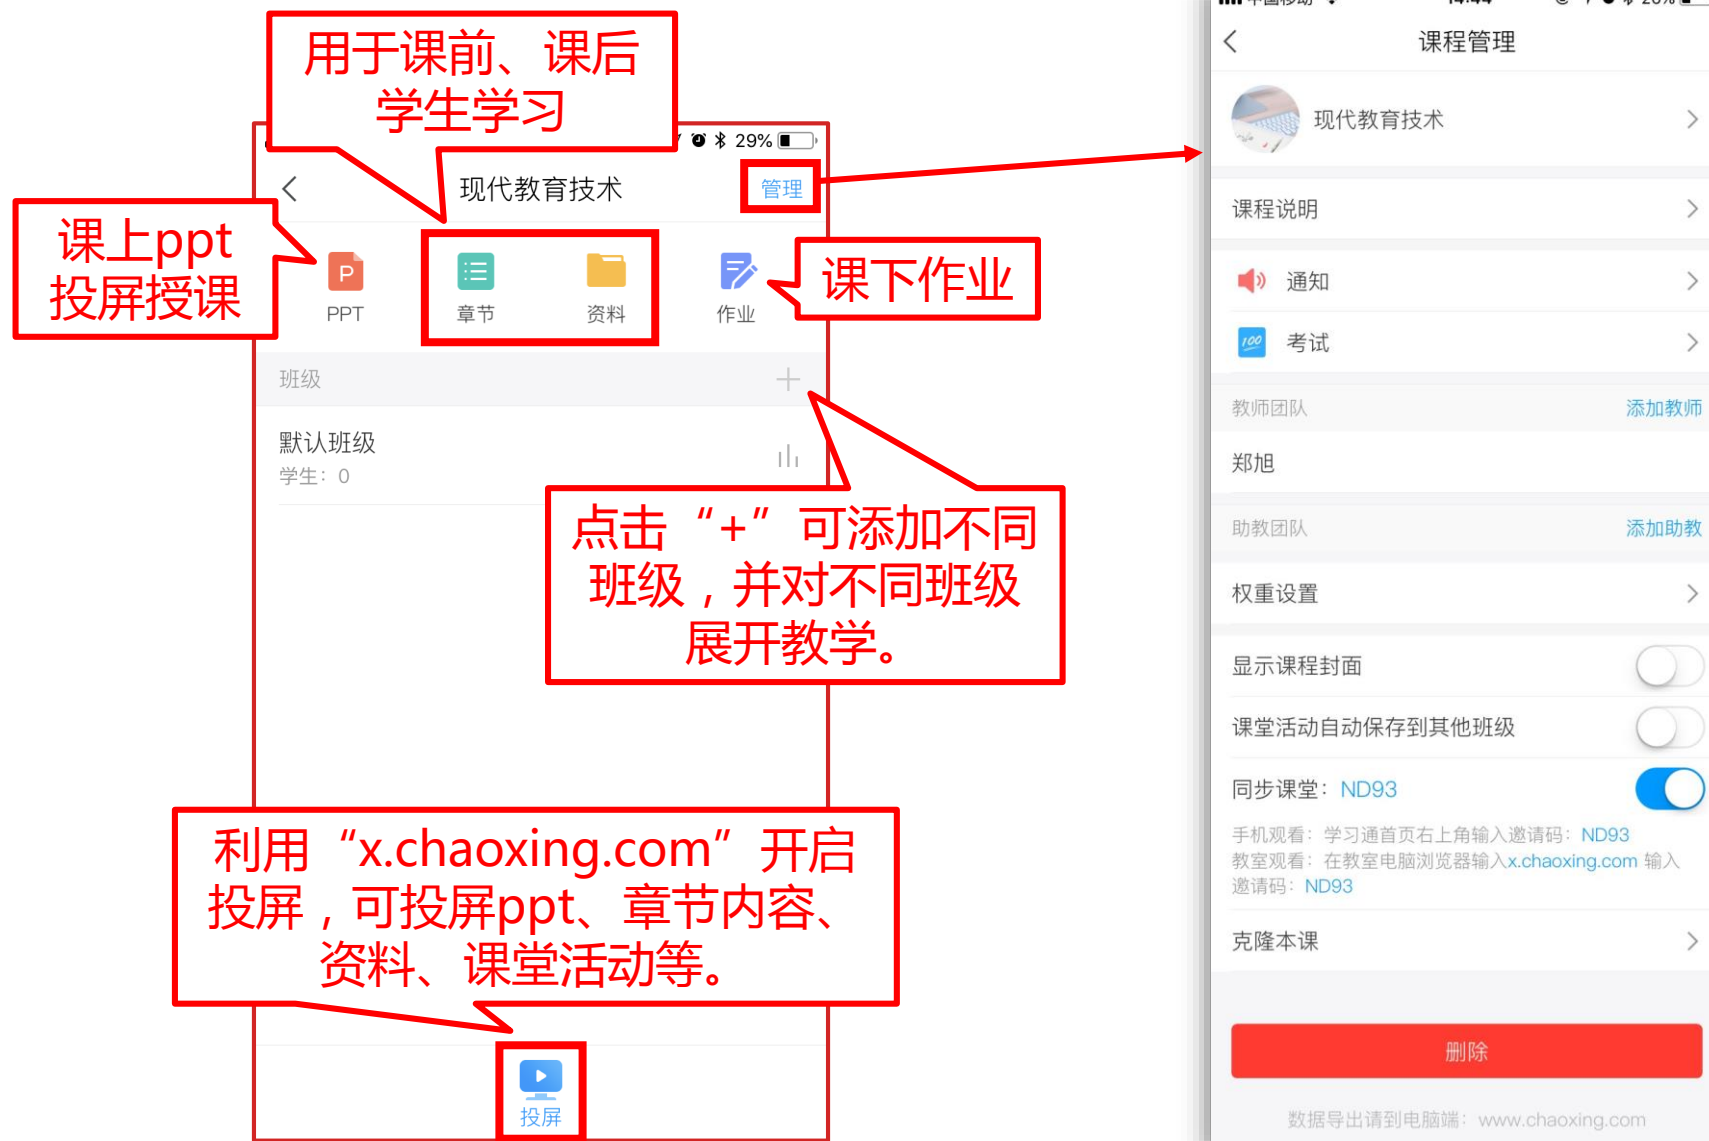 用于课前、课后
学生学习
29%
现代教育技术
管理
课上ppt
投屏授课
PPT
章节
资料
作业
课下作业
班级
默认班级
学生：0
点击“+”可添加不同
班级，并对不同班级
展开教学。
利用“x.chaoxing.com”开启
投屏，可投屏ppt、章节内容、
资料、课堂活动等。
投屏
课程管理
现代教育技术
课程说明
通知
100
考试
教师团队
添加教师
郑旭
助教团队
添加助教
权重设置
显示课程封面
课堂活动自动保存到其他班级
同步课堂：ND93
手机观看：学习通首页右上角输入邀请码：ND93
教室观看：在教室电脑浏览器输入x.chaoxing.com 输入
邀请码：ND93
克隆本课
删除
数据导出请到电脑端：www.chaoxing.com